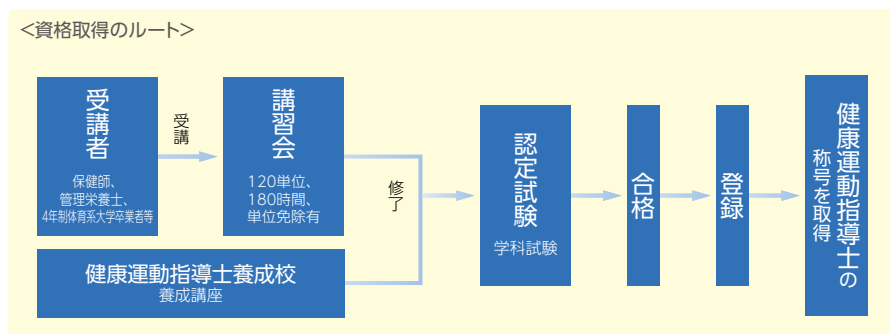 <資格取得のルート>
受講者
保健師、
管理栄養士、
4年制体育系大学卒業者等
受講
講習会
120単位、
180時間、
単位免除有
健康運動指導士養成校
養成講座
修了
認定試験
学科試験
合格
登録
健康運動指導士の
称号を取得